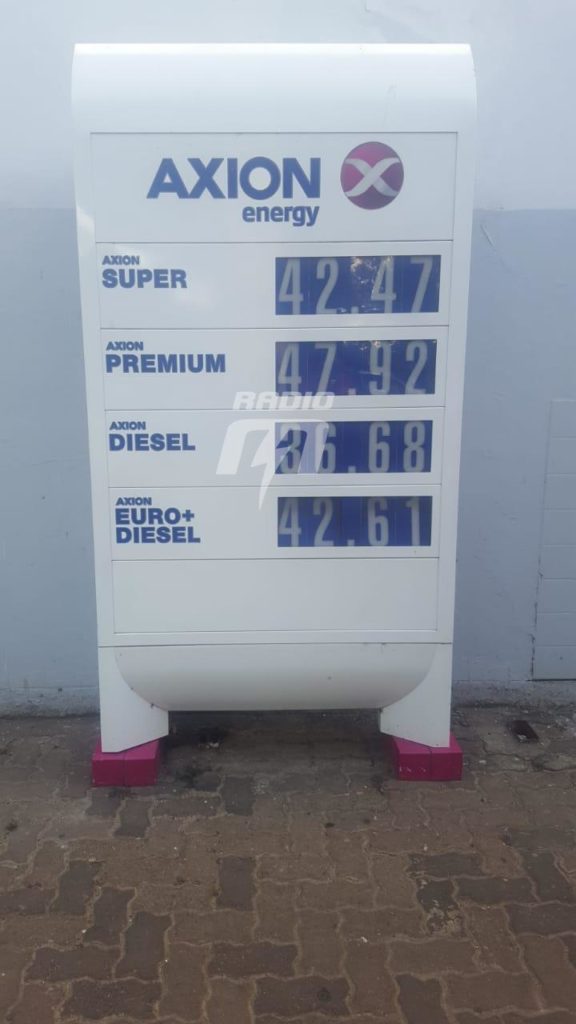 AXION
energy
AXION
SUPER
42.47
AXION
PREMIUM
47.92
RADIO
AXION
DIESEL
36.68
AXION
EURO+
DIESEL
42.61